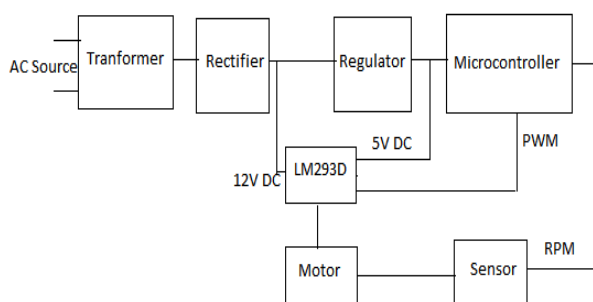 AC Source
Tranformer
Rectifier
Regulator
Microcontroller
5V DC
PWM
12V DC
LM293D
Motor
Sensor
RPM